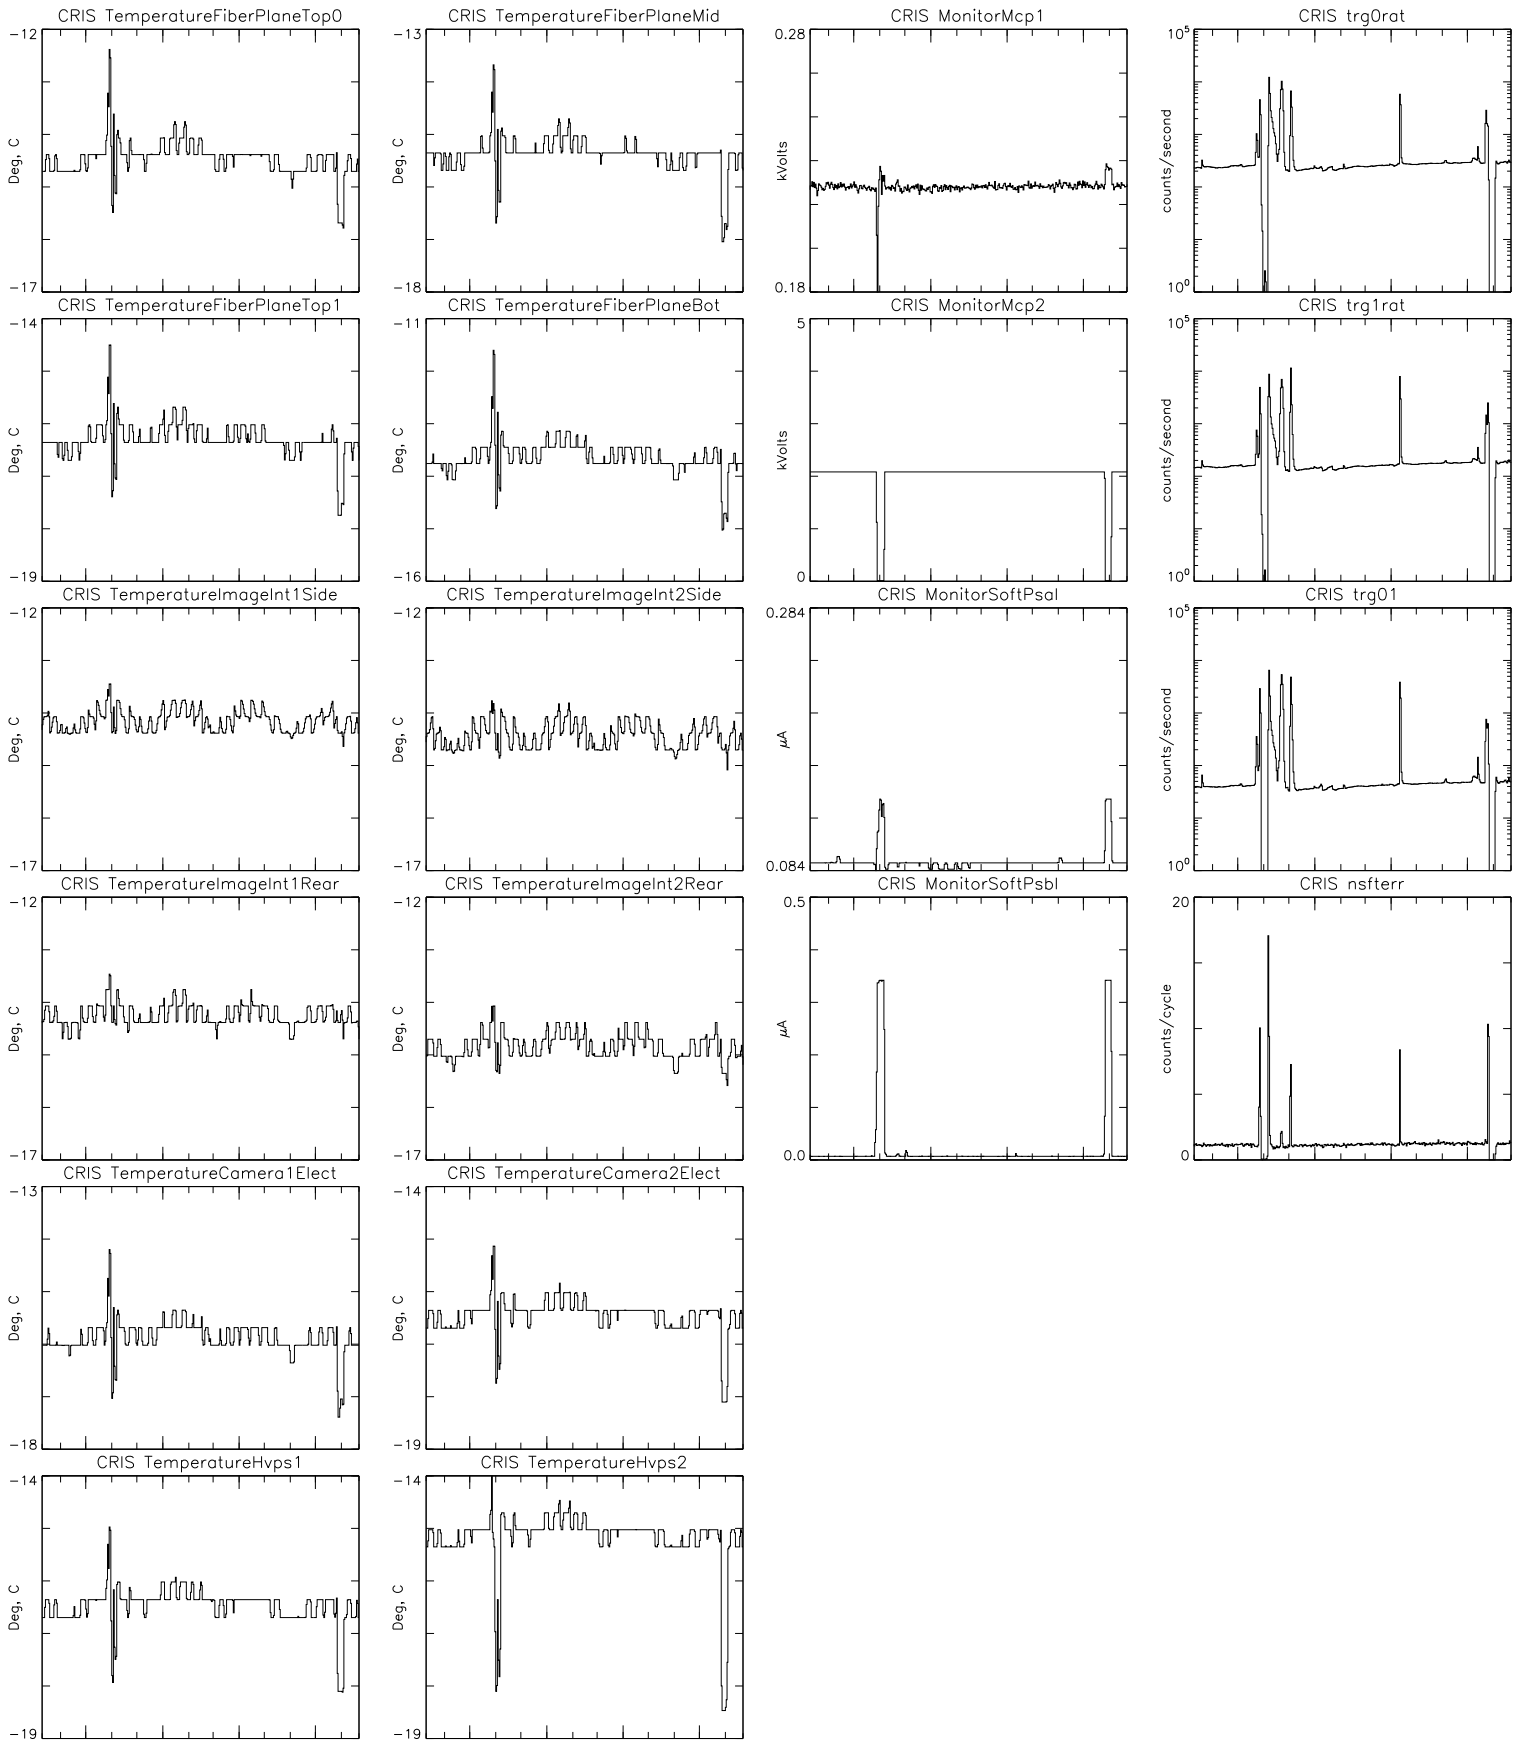 CRIS TemperatureFiberPlaneTop0
-12
Deg, C
-17
CRIS TemperatureFiberPlaneMid
-13
Deg, C
-18
CRIS MonitorMcp1
0.28
kVolts
0.18
CRIS trg0rat
10^5
counts/second
10^0
CRIS TemperatureFiberPlaneTop1
-14
Deg, C
-19
CRIS TemperatureFiberPlaneBot
-11
Deg, C
-16
CRIS MonitorMcp2
5
kVolts
0
CRIS trg1rat
10^5
counts/second
10^0
CRIS TemperatureImageInt1Side
-12
Deg, C
-17
CRIS TemperatureImageInt2Side
-12
Deg, C
-17
CRIS MonitorSoftPsaI
0.284
μA
0.084
CRIS trg01
10^5
counts/second
10^0
CRIS TemperatureImageInt1Rear
-12
Deg, C
-17
CRIS TemperatureImageInt2Rear
-12
Deg, C
-17
CRIS MonitorSoftPsbI
0.5
μA
0.0
CRIS nsfterr
20
counts/cycle
0
CRIS TemperatureCamera1Elect
-13
Deg, C
-18
CRIS TemperatureCamera2Elect
-14
Deg, C
-19
CRIS TemperatureHvps1
-14
Deg, C
-19
CRIS TemperatureHvps2
-14
Deg, C
-19